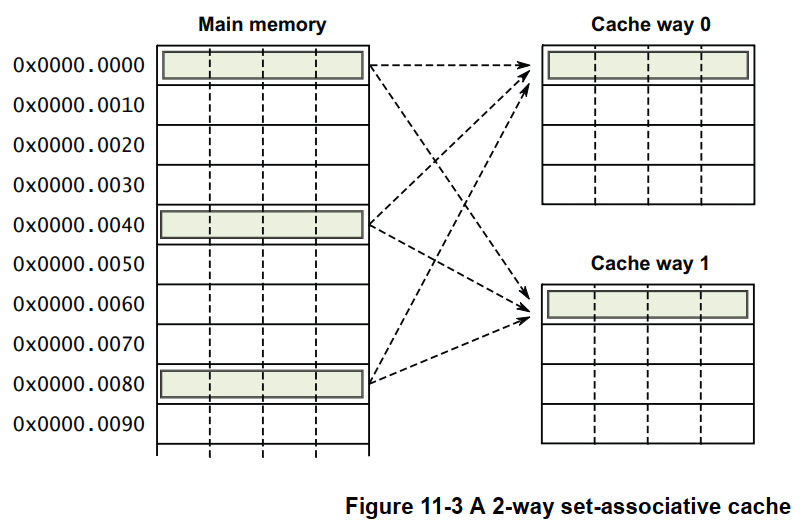 Main memory
Cache way 0
0x0000.0000
0x0000.0010
0x0000.0020
0x0000.0030
0x0000.0040
0x0000.0050
Cache way 1
0x0000.0060
0x0000.0070
0x0000.0080
0x0000.0090
Figure 11-3 A 2-way set-associative cache